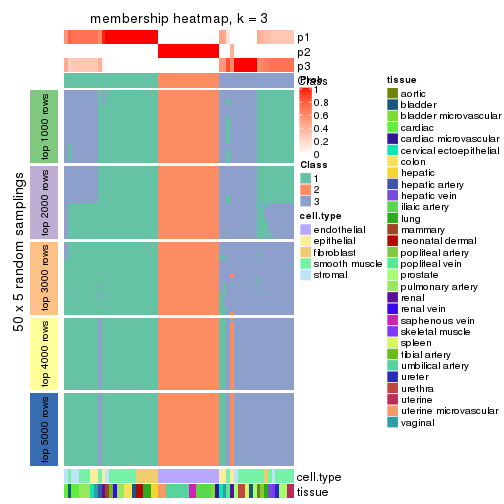 membership heatmap, k = 3
p1
p2
p3
Class
Prob
1
0.8
0.6
0.4
0.2
0
Class
1
2
3
cell.type
endothelial
epithelial
fibroblast
smooth muscle
stromal
tissue
aortic
bladder
bladder microvascular
cardiac
cardiac microvascular
cervical ectoepithelial
colon
hepatic
hepatic artery
hepatic vein
iliaic artery
lung
mammary
neonatal dermal
popliteal artery
popliteal vein
prostate
pulmonary artery
renal
renal vein
saphenous vein
skeletal muscle
spleen
tibial artery
umbilical artery
ureter
urethra
uterine
uterine microvascular
vaginal
50 x 5 random samplings
top 1000 rows
top 2000 rows
top 3000 rows
top 4000 rows
top 5000 rows
cell.type
tissue